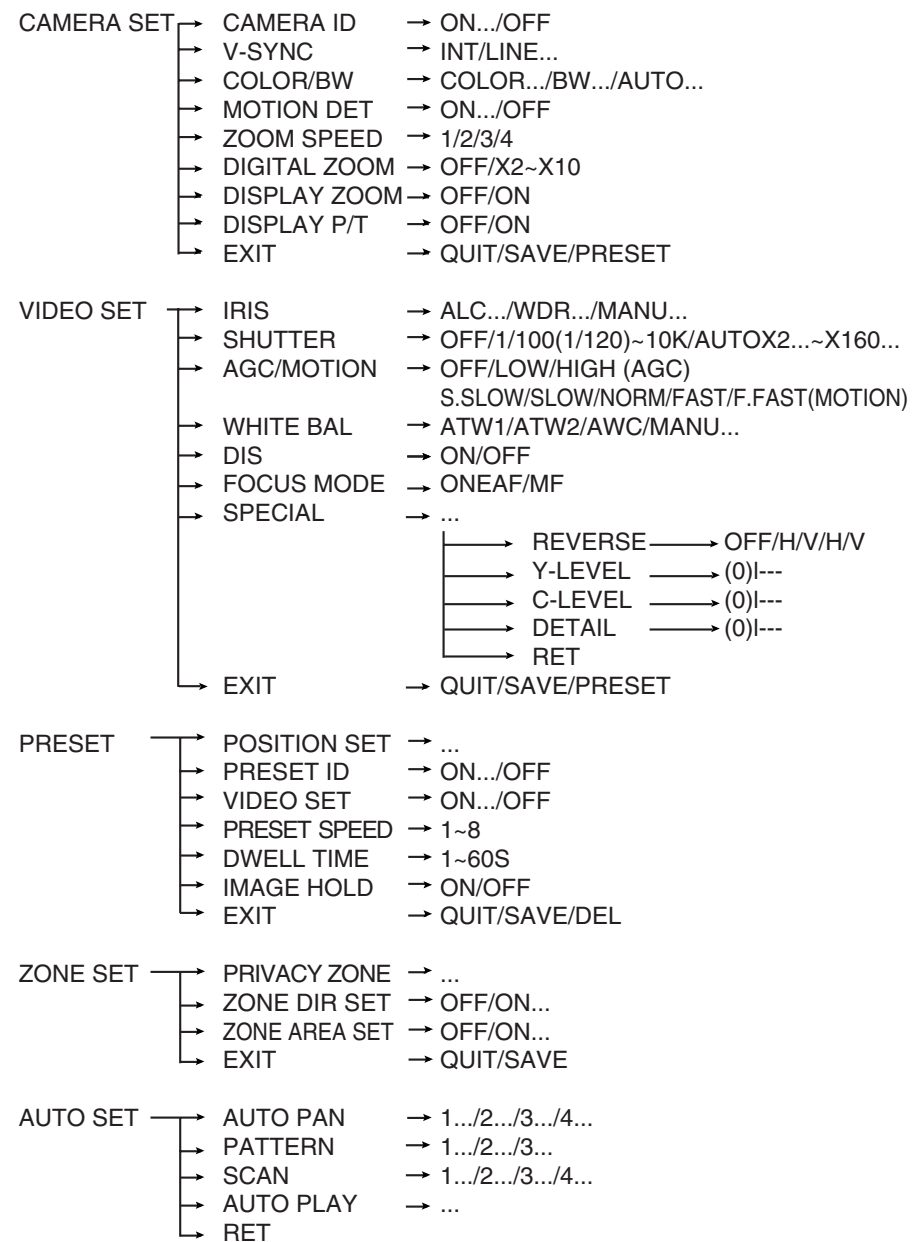 CAMERA SET → CAMERA ID → ON.../OFF
→ V-SYNC → INT/LINE...
→ COLOR/BW → COLOR.../BW.../AUTO...
→ MOTION DET → ON.../OFF
→ ZOOM SPEED → 1/2/3/4
→ DIGITAL ZOOM → OFF/X2~X10
→ DISPLAY ZOOM → OFF/ON
→ DISPLAY P/T → OFF/ON
→ EXIT → QUIT/SAVE/PRESET
VIDEO SET → IRIS → ALC.../WDR.../MANU...
→ SHUTTER → OFF/1/100(1/120)~10K/AUTOX2...~X160...
→ AGC/MOTION → OFF/LOW/HIGH (AGC)
S.SLOW/SLOW/NORM/FAST/F.FAST(MOTION)
→ WHITE BAL → ATW1/ATW2/AWC/MANU...
→ DIS → ON/OFF
→ FOCUS MODE → ONEAF/MF
→ SPECIAL → ...
→ REVERSE → OFF/H/V/H/V
→ Y-LEVEL → (0)I---
→ C-LEVEL → (0)I---
→ DETAIL → (0)I---
→ RET
→ EXIT → QUIT/SAVE/PRESET
PRESET → POSITION SET → ...
→ PRESET ID → ON.../OFF
→ VIDEO SET → ON.../OFF
→ PRESET SPEED → 1~8
→ DWELL TIME → 1~60S
→ IMAGE HOLD → ON/OFF
→ EXIT → QUIT/SAVE/DEL
ZONE SET → PRIVACY ZONE → ...
→ ZONE DIR SET → OFF/ON...
→ ZONE AREA SET → OFF/ON...
→ EXIT → QUIT/SAVE
AUTO SET → AUTO PAN → 1.../2.../3.../4...
→ PATTERN → 1.../2.../3...
→ SCAN → 1.../2.../3.../4...
→ AUTO PLAY → ...
→ RET